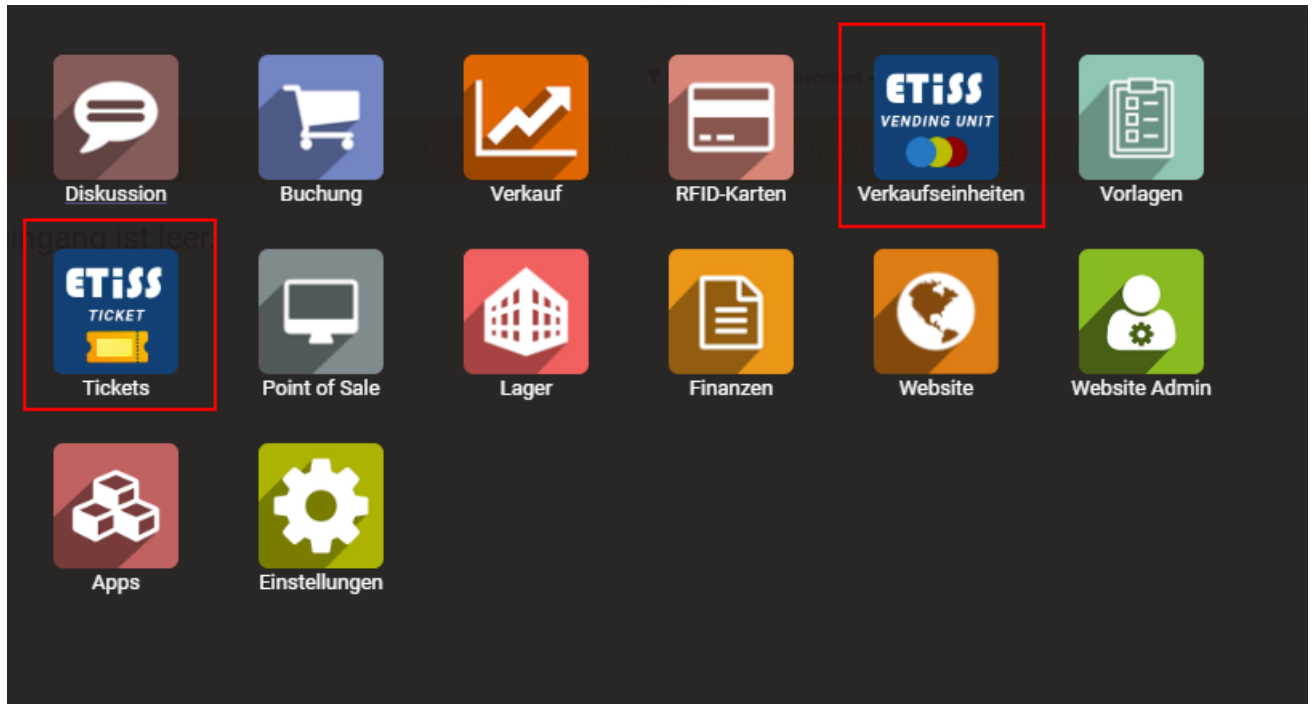 ETiSS
VENDING UNIT
Diskussion
Buchung
Verkauf
RFID-Karten
Verkaufseinheiten
Vorlagen
ingang ist leer.
ETiSS
TICKET
Tickets
Point of Sale
Lager
Finanzen
Website
Website Admin
Apps
Einstellungen